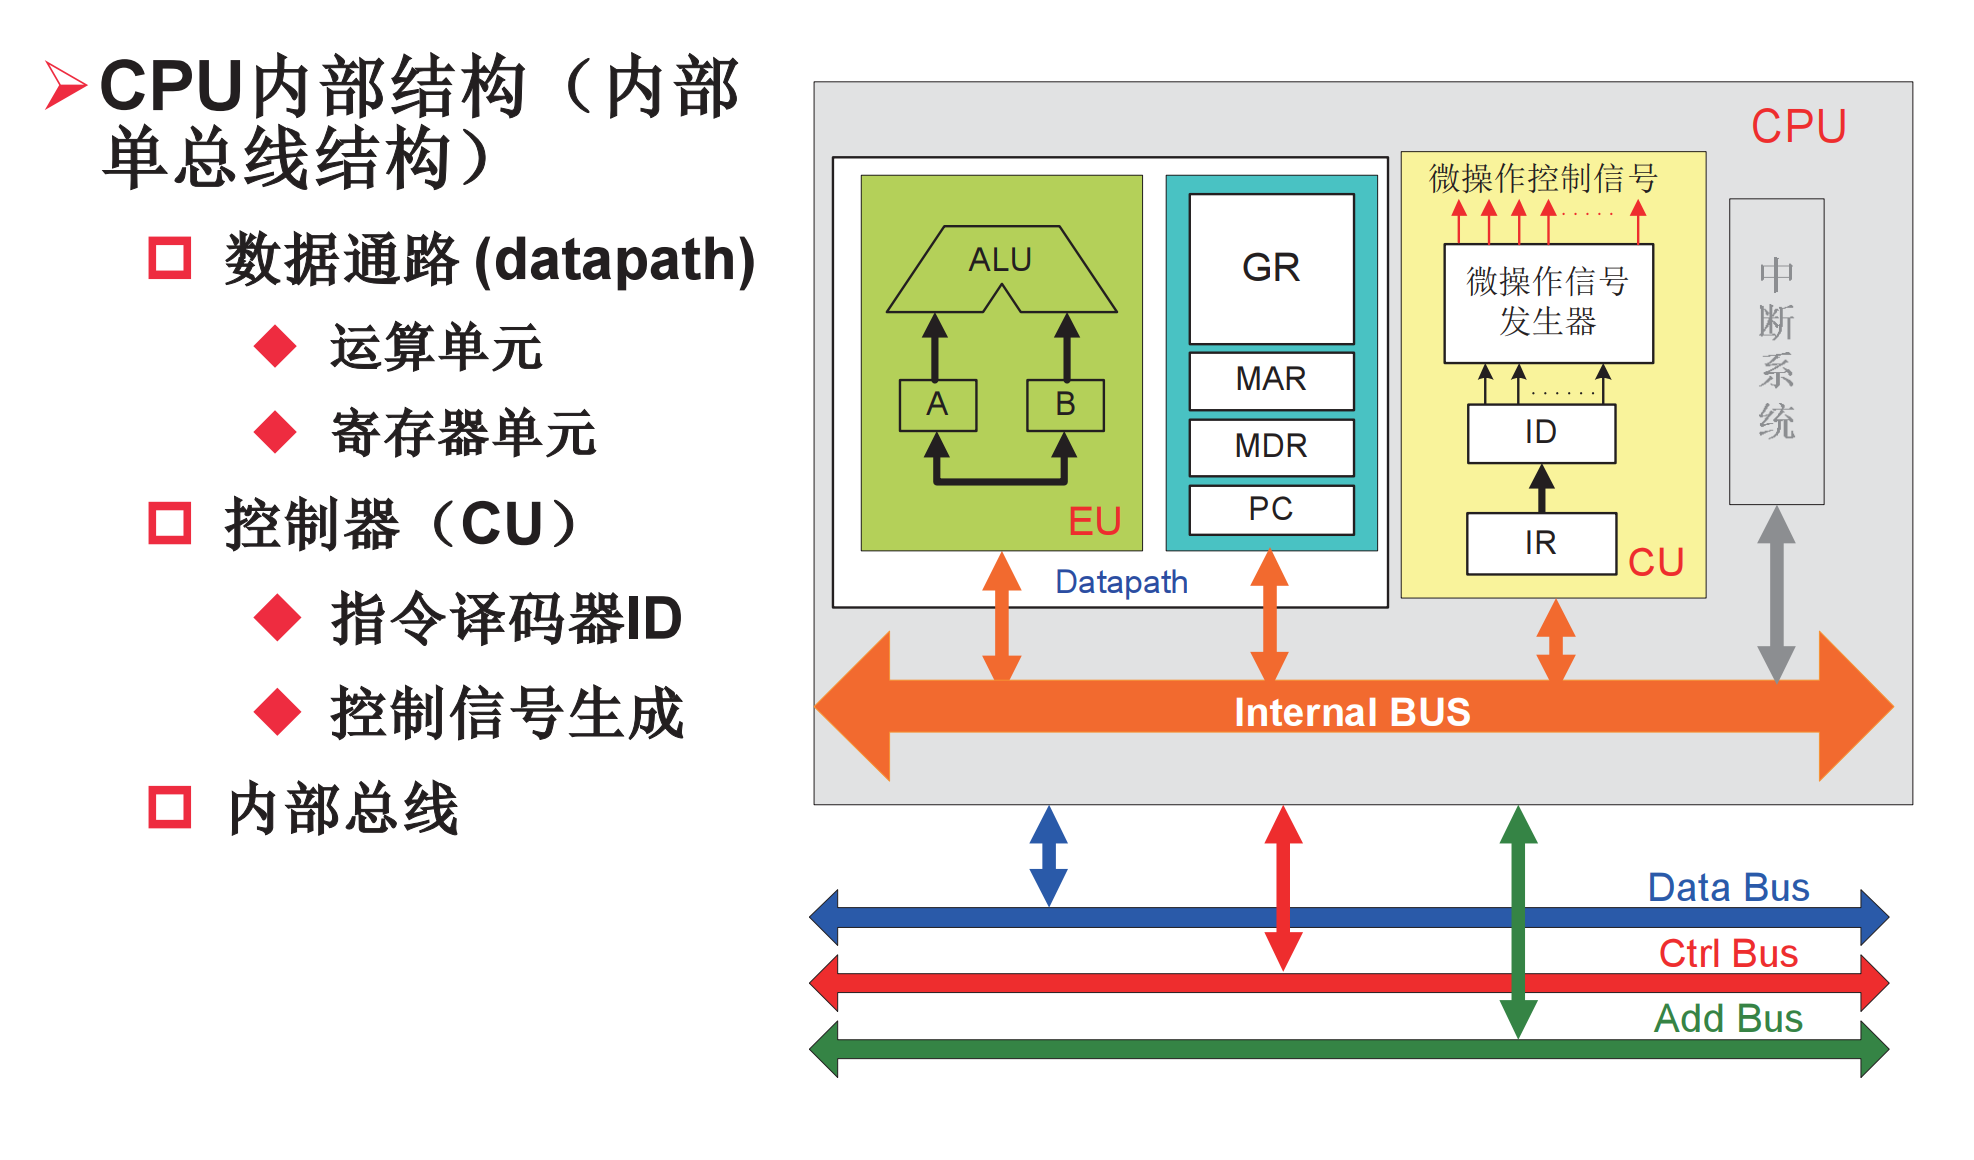 CPU内部结构（内部
单总线结构）
数据通路 (datapath)
运算单元
寄存器单元
控制器（CU）
指令译码器ID
控制信号生成
内部总线
CPU
ALU
A
B
EU
GR
MAR
MDR
PC
Datapath
微操作控制信号
.....
微操作信号
发生器
......
ID
IR
CU
中
断
系
统
Internal BUS
Data Bus
Ctrl Bus
Add Bus